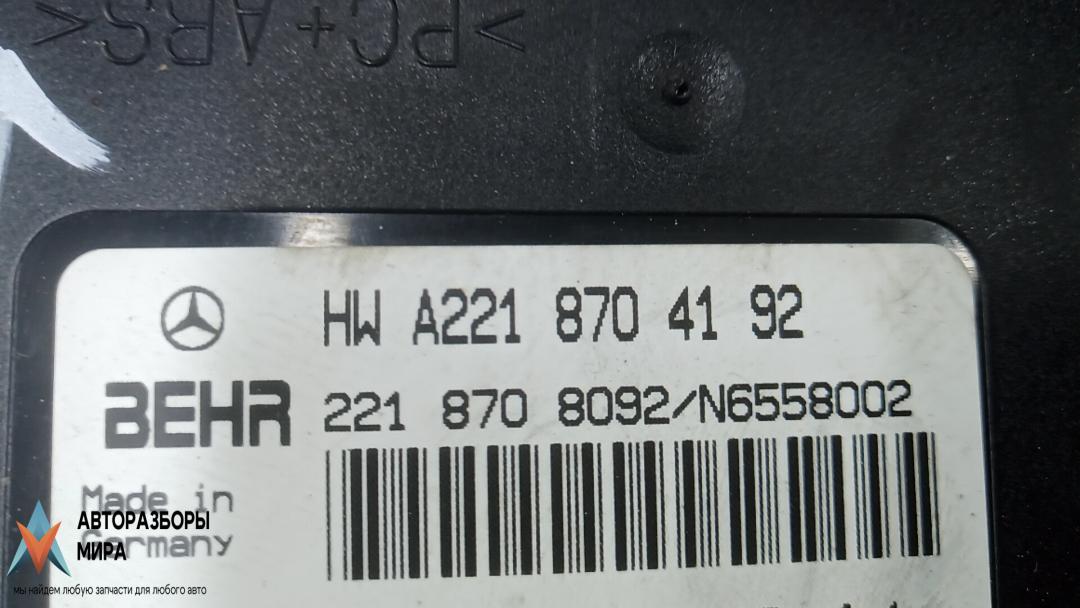 >PC+ABS<
HW A221 870 41 92
BEHR 221 870 8092/N6558002
Made in
Germany
АВТОРАЗБОРЫ
МИРА
мы найдем любую запчасти для любого авто